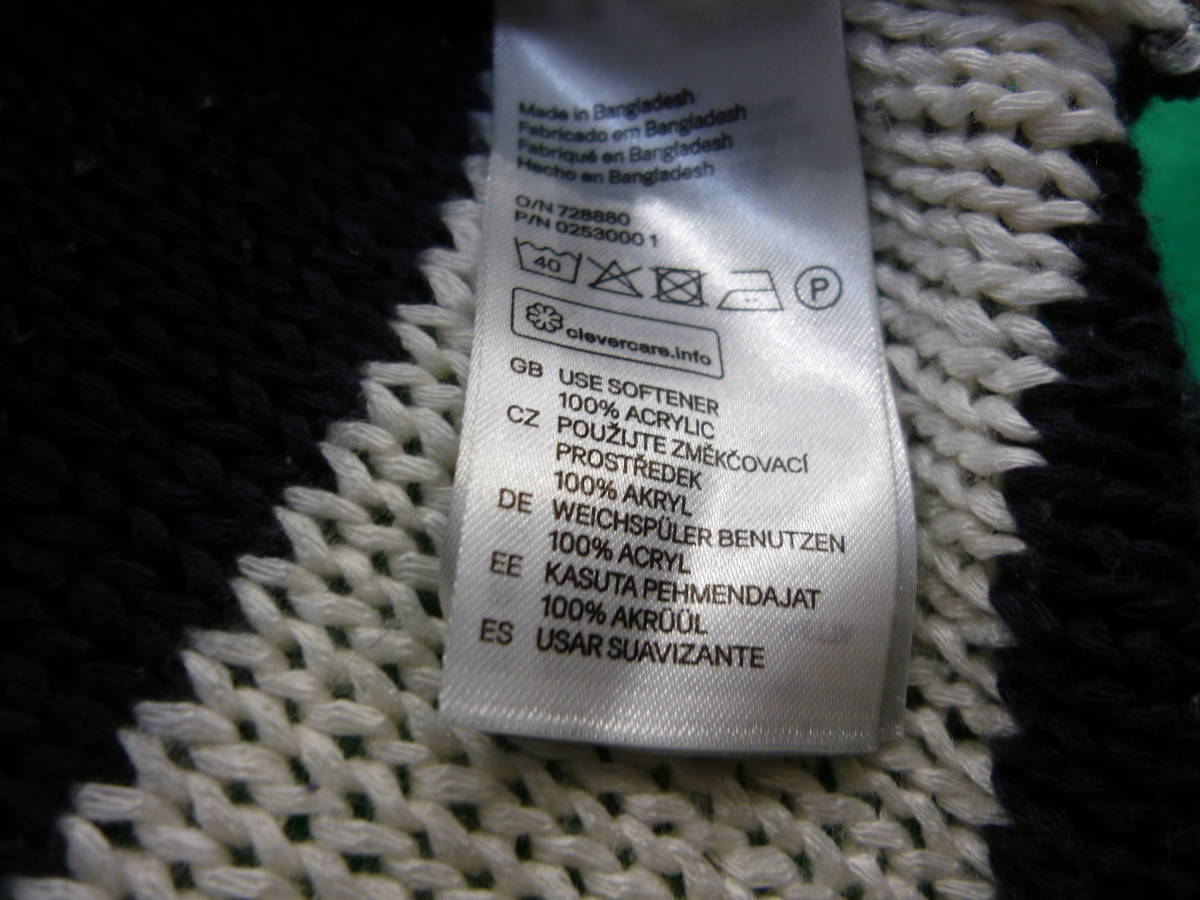 Made in Bangladesh
Fabricado em Bangladesh
Fabriqué en Bangladesh
Hecho en Bangladesh
O/N 728880
P/N 0253000 1
40 P
clevercare.info
GB USE SOFTENER
100% ACRYLIC
CZ POUŽIJTE ZMĚKČOVACÍ
PROSTŘEDEK
100% AKRYL
DE WEICHSPÜLER BENUTZEN
100% ACRYL
EE KASUTA PEHMENDAJAT
100% AKRÜÜL
ES USAR SUAVIZANTE